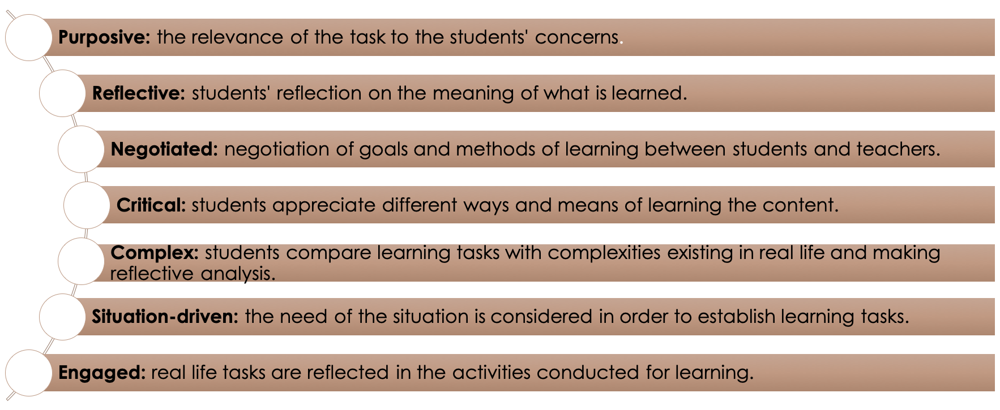 Purposive: the relevance of the task to the students' concerns.
Reflective: students' reflection on the meaning of what is learned.
Negotiated: negotiation of goals and methods of learning between students and teachers.
Critical: students appreciate different ways and means of learning the content.
Complex: students compare learning tasks with complexities existing in real life and making
reflective analysis.
Situation-driven: the need of the situation is considered in order to establish learning tasks.
Engaged: real life tasks are reflected in the activities conducted for learning.